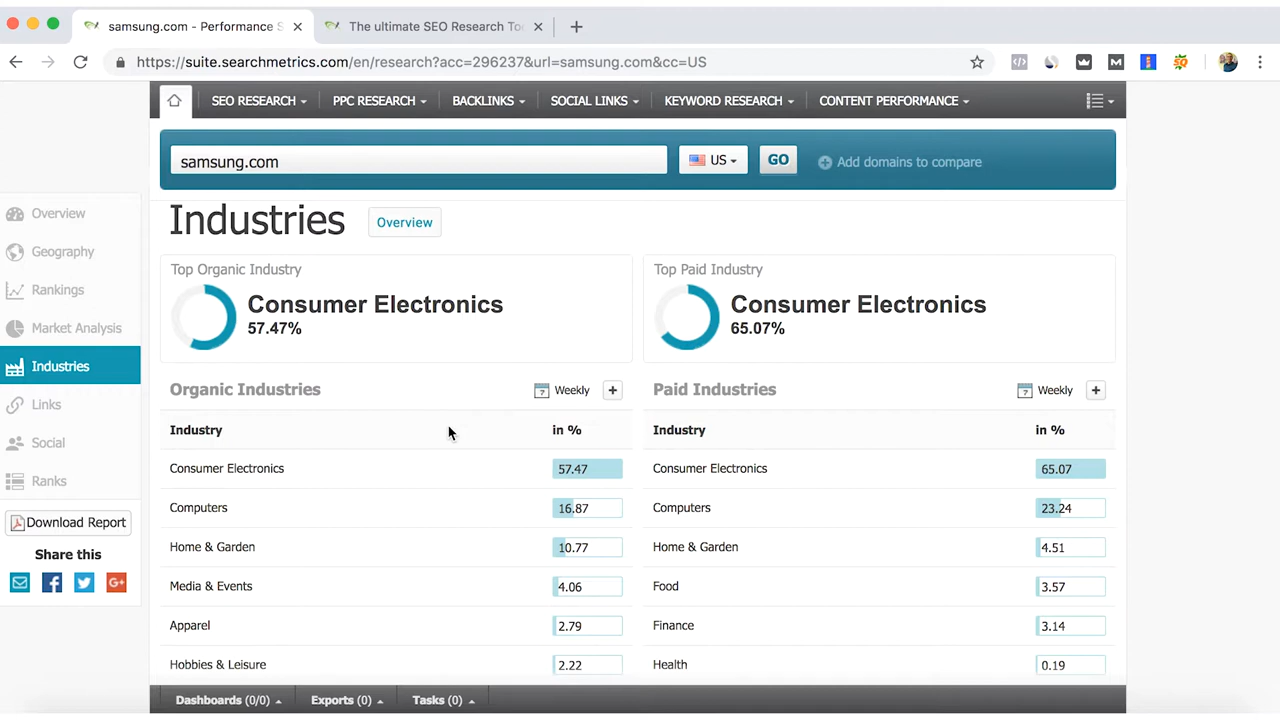 samsung.com - Performance S
The ultimate SEO Research Too
https://suite.searchmetrics.com/en/research?acc=296237&url=samsung.com&cc=US
SEO RESEARCH
PPC RESEARCH
BACKLINKS
SOCIAL LINKS
KEYWORD RESEARCH
CONTENT PERFORMANCE
samsung.com
US
GO
Add domains to compare
Industries
Overview
Overview
Geography
Rankings
Market Analysis
Industries
Links
Social
Ranks
Download Report
Share this
Top Organic Industry
Consumer Electronics
57.47%
Top Paid Industry
Consumer Electronics
65.07%
Organic Industries
Weekly
Industry in %
Consumer Electronics 57.47
Computers 16.87
Home & Garden 10.77
Media & Events 4.06
Apparel 2.79
Hobbies & Leisure 2.22
Paid Industries
Weekly
Industry in %
Consumer Electronics 65.07
Computers 23.24
Home & Garden 4.51
Food 3.57
Finance 3.14
Health 0.19
Dashboards (0/0)
Exports (0)
Tasks (0)